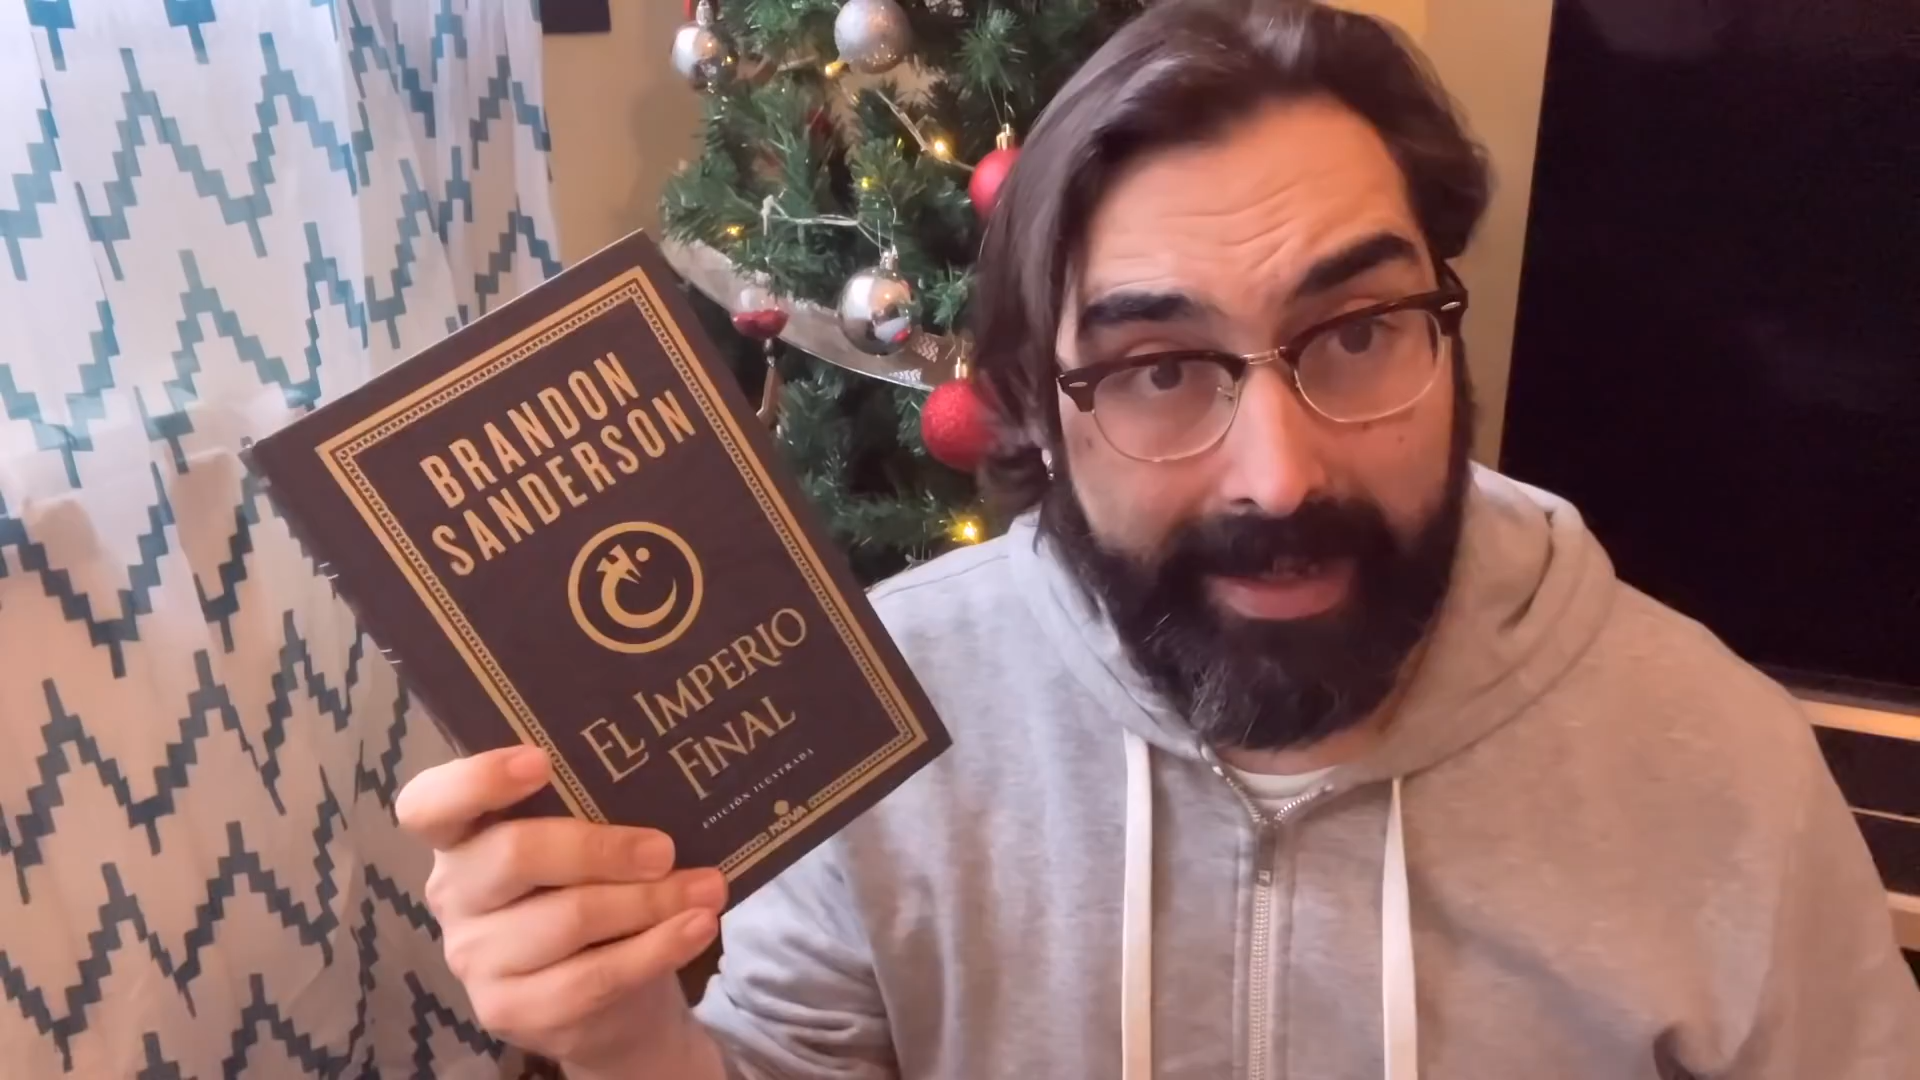 BRANDON
SANDERSON
EL IMPERIO
FINAL
EDICIÓN ILUSTRADA
NOVA